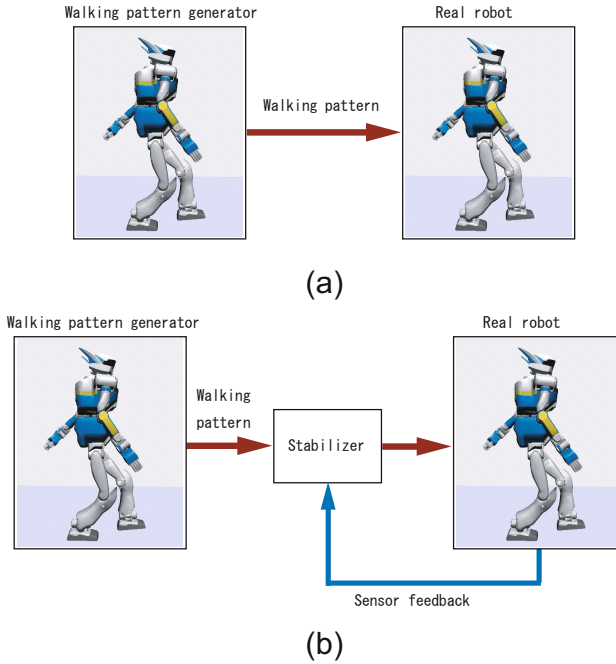 Walking pattern generator
Real robot
Walking pattern
(a)
Walking pattern generator
Real robot
Walking
pattern
Stabilizer
Sensor feedback
(b)